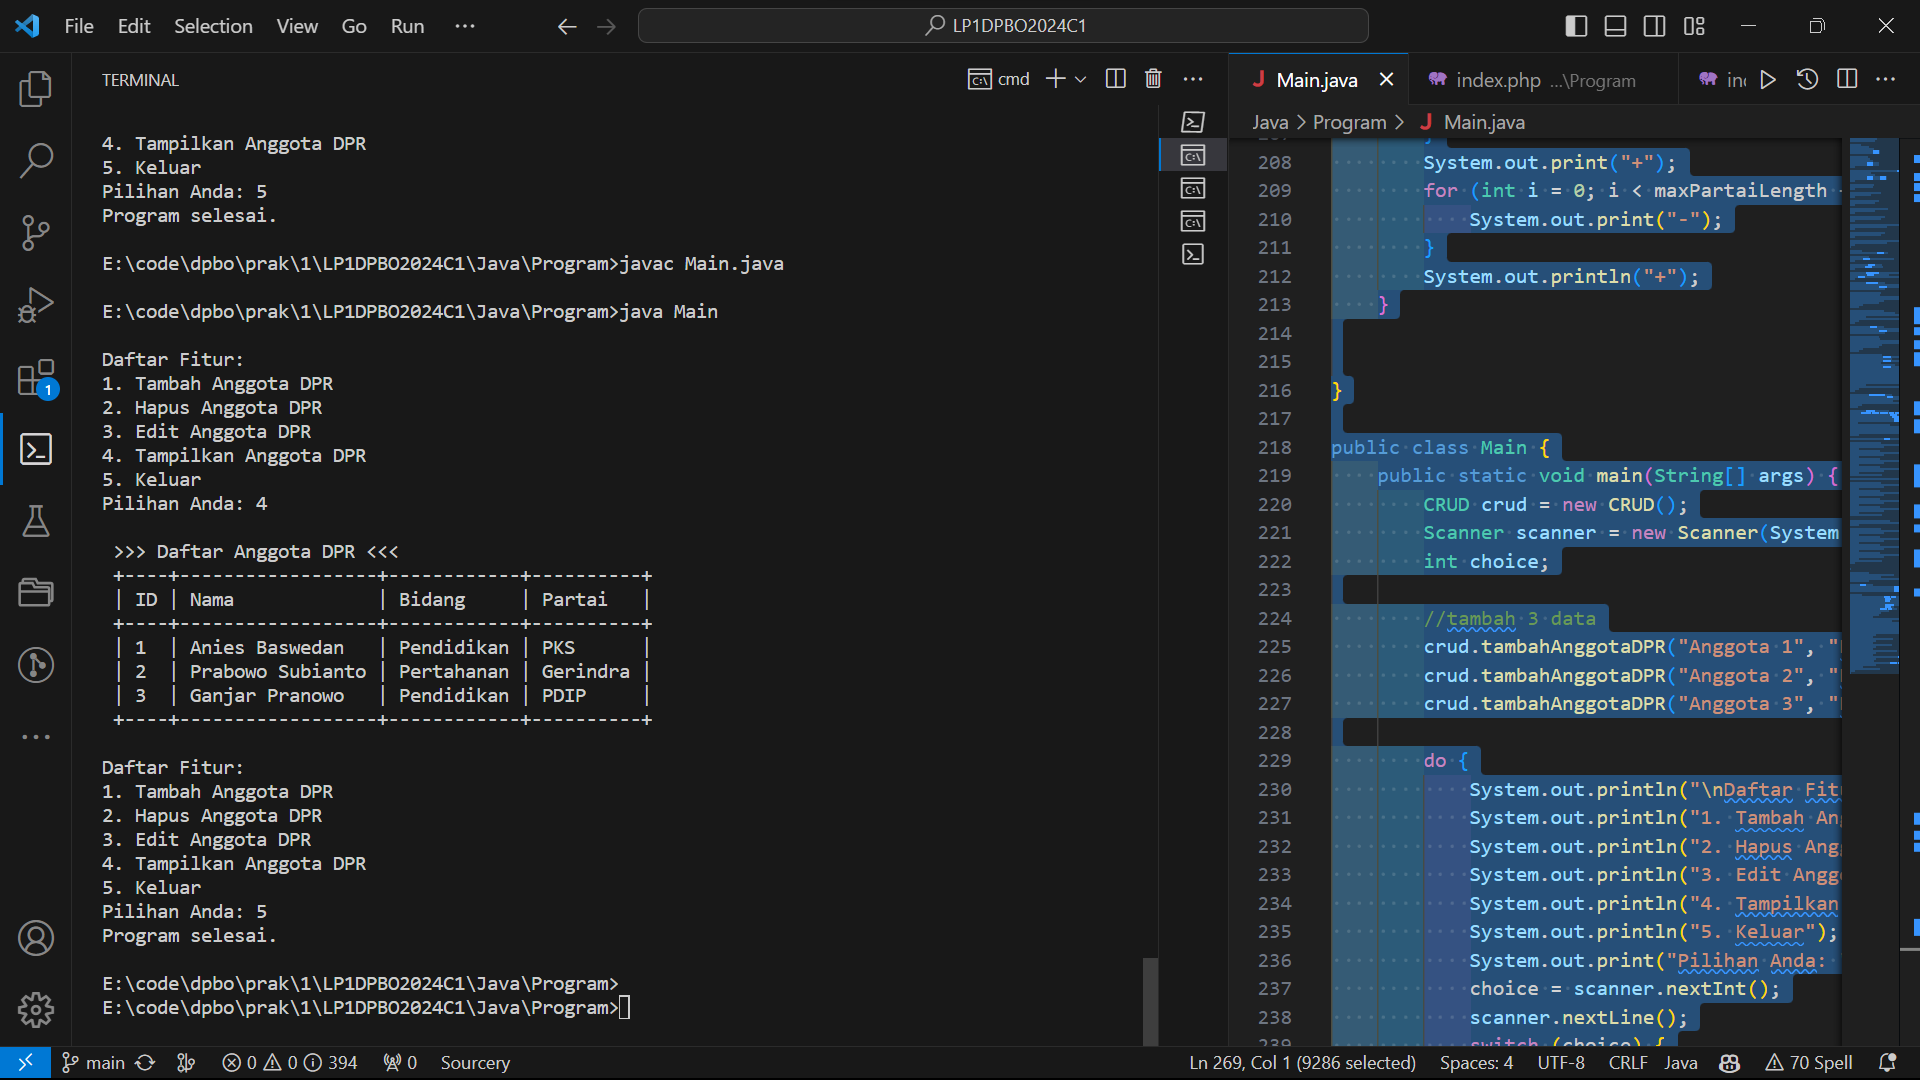 File Edit Selection View Go Run ···
LP1DPBO2024C1
TERMINAL
cmd
4. Tampilkan Anggota DPR
5. Keluar
Pilihan Anda: 5
Program selesai.
E:\code\dpbo\prak\1\LP1DPBO2024C1\Java\Program>javac Main.java
E:\code\dpbo\prak\1\LP1DPBO2024C1\Java\Program>java Main
Daftar Fitur:
1. Tambah Anggota DPR
2. Hapus Anggota DPR
3. Edit Anggota DPR
4. Tampilkan Anggota DPR
5. Keluar
Pilihan Anda: 4
>>> Daftar Anggota DPR <<<
+----+------------------+------------+----------+
| ID | Nama             | Bidang     | Partai   |
+----+------------------+------------+----------+
| 1  | Anies Baswedan   | Pendidikan | PKS      |
| 2  | Prabowo Subianto | Pertahanan | Gerindra |
| 3  | Ganjar Pranowo   | Pendidikan | PDIP     |
+----+------------------+------------+----------+
Daftar Fitur:
1. Tambah Anggota DPR
2. Hapus Anggota DPR
3. Edit Anggota DPR
4. Tampilkan Anggota DPR
5. Keluar
Pilihan Anda: 5
Program selesai.
E:\code\dpbo\prak\1\LP1DPBO2024C1\Java\Program>
E:\code\dpbo\prak\1\LP1DPBO2024C1\Java\Program>
1
J Main.java
index.php ...\Program
Java > Program > J Main.java
208 System.out.print("+");
209 for (int i = 0; i < maxPartaiLength
210 System.out.print("-");
211 }
212 System.out.println("+");
213 }
214
215
216 }
217
218 public class Main {
219 public static void main(String[] args) {
220 CRUD crud = new CRUD();
221 Scanner scanner = new Scanner(System
222 int choice;
223
224 //tambah 3 data
225 crud.tambahAnggotaDPR("Anggota 1", "
226 crud.tambahAnggotaDPR("Anggota 2", "
227 crud.tambahAnggotaDPR("Anggota 3", "
228
229 do {
230 System.out.println("\nDaftar Fit
231 System.out.println("1. Tambah An
232 System.out.println("2. Hapus Ang
233 System.out.println("3. Edit Angg
234 System.out.println("4. Tampilkan
235 System.out.println("5. Keluar");
236 System.out.print("Pilihan Anda:
237 choice = scanner.nextInt();
238 scanner.nextLine();
239 switch (choice) {
main 0 0 394 0 Sourcery
Ln 269, Col 1 (9286 selected) Spaces: 4 UTF-8 CRLF Java 70 Spell